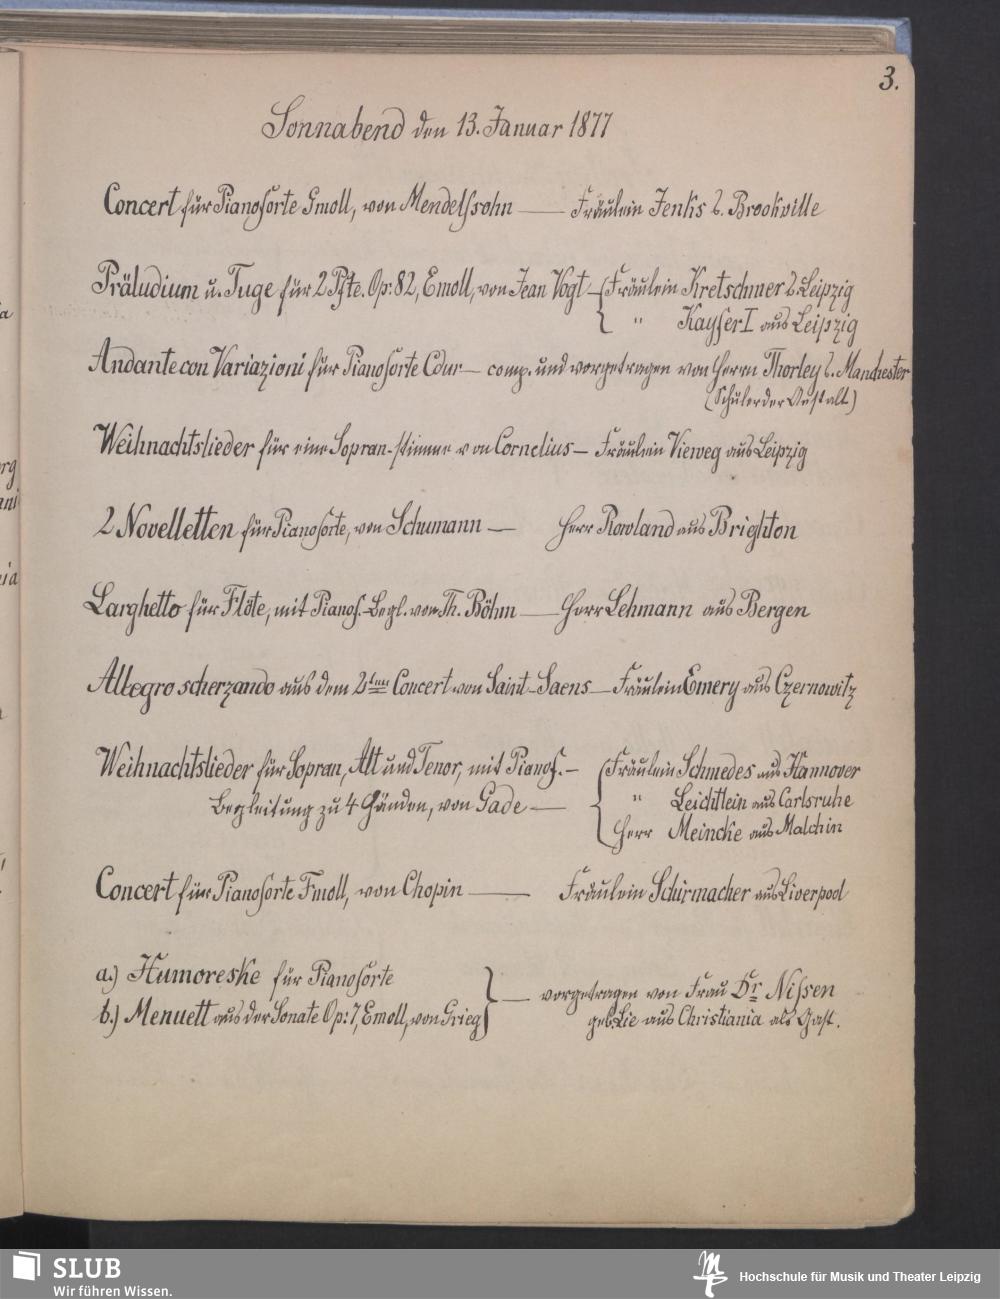 3.
Sonnabend den 13. Januar 1877
Concert für Pianoforte Gmoll, von Mendelssohn — Fräulein Jenks a. Brookville
Präludium u. Fuge für 2 Pfte. Op: 82, Emoll, von Jean Vogt — Fräulein Kretschmer a. Leipzig
" Kayser I aus Leipzig
Andante con Variazioni für Pianoforte Cdur — comp. und vorgetragen von Herrn Thorley a. Manchester
(Schüler der Anstalt.)
Weihnachtslieder für eine Sopran-stimme von Cornelius — Fräulein Vieweg aus Leipzig
2 Novelletten für Pianoforte, von Schumann — Herr Rowland aus Brighton
Larghetto für Flöte, mit Pianof.-Begl. von Th. Böhm — Herr Lehmann aus Bergen
Allegro scherzando aus dem 2ten Concert von Saint-Saens — Fräulein Emery aus Czernowitz
Weihnachtslieder für Sopran, Alt und Tenor, mit Pianof. — Fräulein Schmedes aus Hannover
Begleitung zu 4 Händen, von Gade — " Leichtlein aus Carlsruhe
Herr Meincke aus Malchin
Concert für Pianoforte Fmoll, von Chopin — Fräulein Schirmacher aus Liverpool
a.) Humoreske für Pianoforte
b.) Menuett aus der Sonate Op: 7, Emoll, von Grieg — vorgetragen von Frau Dr Nissen
geb. Lie aus Christiania als Gast.
SLUB
Wir führen Wissen.
Hochschule für Musik und Theater Leipzig